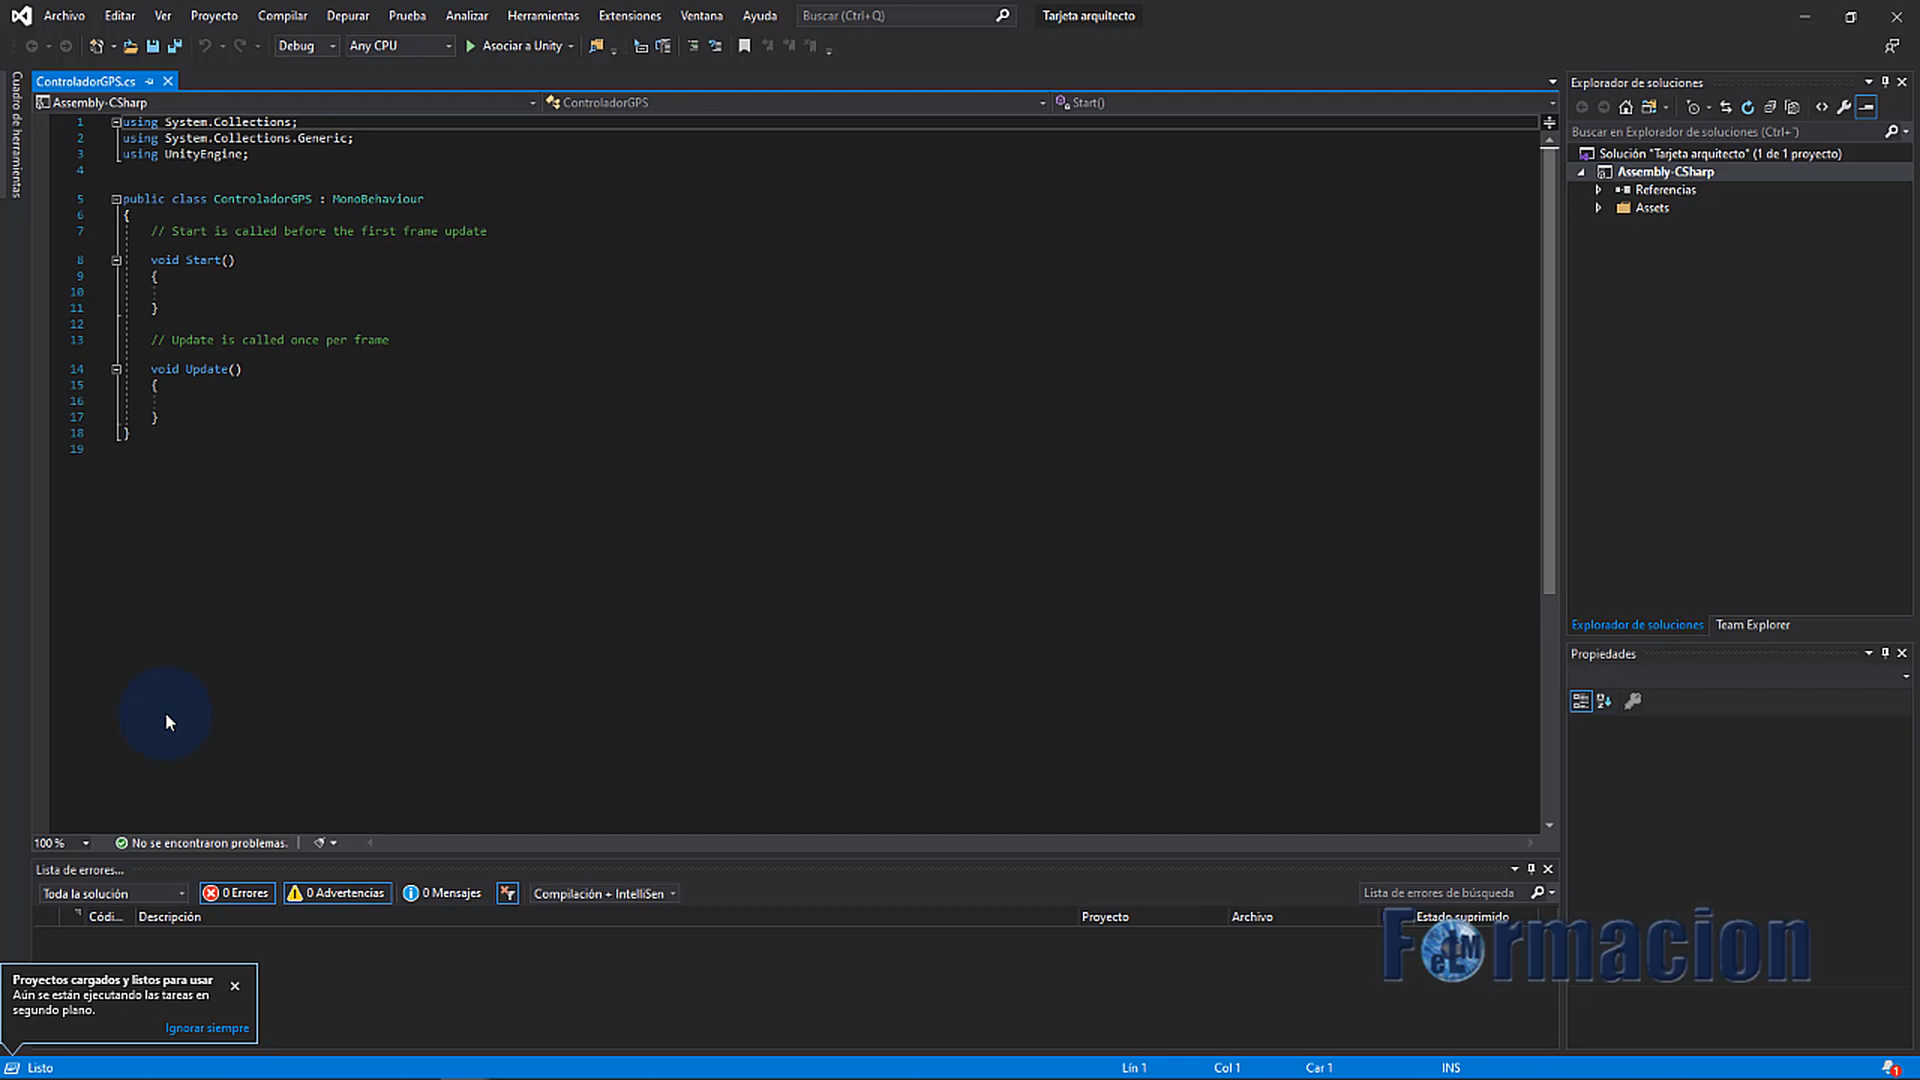 Archivo Editar Ver Proyecto Compilar Depurar Prueba Analizar Herramientas Extensiones Ventana Ayuda Buscar (Ctrl+Q) Tarjeta arquitecto
Debug Any CPU Asociar a Unity
Cuadro de herramientas
ControladorGPS.cs
Assembly-CSharp ControladorGPS Start()
1 using System.Collections;
2 using System.Collections.Generic;
3 using UnityEngine;
4
5 public class ControladorGPS : MonoBehaviour
6 {
7 // Start is called before the first frame update
8 void Start()
9 {
10
11 }
12
13 // Update is called once per frame
14 void Update()
15 {
16
17 }
18 }
19
100 % No se encontraron problemas.
Lista de errores...
Toda la solución 0 Errores 0 Advertencias 0 Mensajes Compilación + IntelliSen Lista de errores de búsqueda
Códi... Descripción Proyecto Archivo Estado suprimido
Explorador de soluciones
Buscar en Explorador de soluciones (Ctrl+¨)
Solución "Tarjeta arquitecto" (1 de 1 proyecto)
Assembly-CSharp
Referencias
Assets
Explorador de soluciones Team Explorer
Propiedades
Formacion
eLM
Proyectos cargados y listos para usar
Aún se están ejecutando las tareas en
segundo plano.
Ignorar siempre
Listo Lín 1 Col 1 Car 1 INS 1